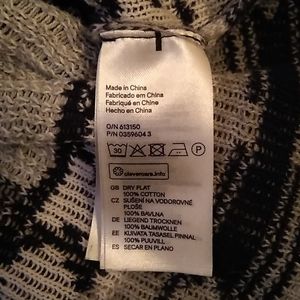 Made in China
Fabricado em China
Fabriqué en Chine
Hecho en China
O/N 613150
P/N 0359604 3
30
P
clevercare.info
GB DRY FLAT
100% COTTON
CZ SUŠENÍ NA VODOROVNÉ
PLOŠE
100% BAVLNA
DE LIEGEND TROCKNEN
100% BAUMWOLLE
EE KUIVATA TASASEL PINNAL
100% PUUVILL
ES SECAR EN PLANO